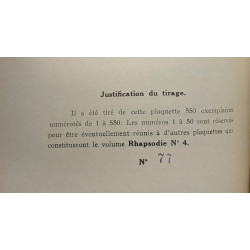 Justification du tirage.
Il a été tiré de cette plaquette 550 exemplaires
numérotés de 1 à 550. Les numéros 1 à 50 sont réservés
pour être éventuellement réunis à d'autres plaquettes qui
constitueront le volume Rhapsodie N° 4.
N° 77